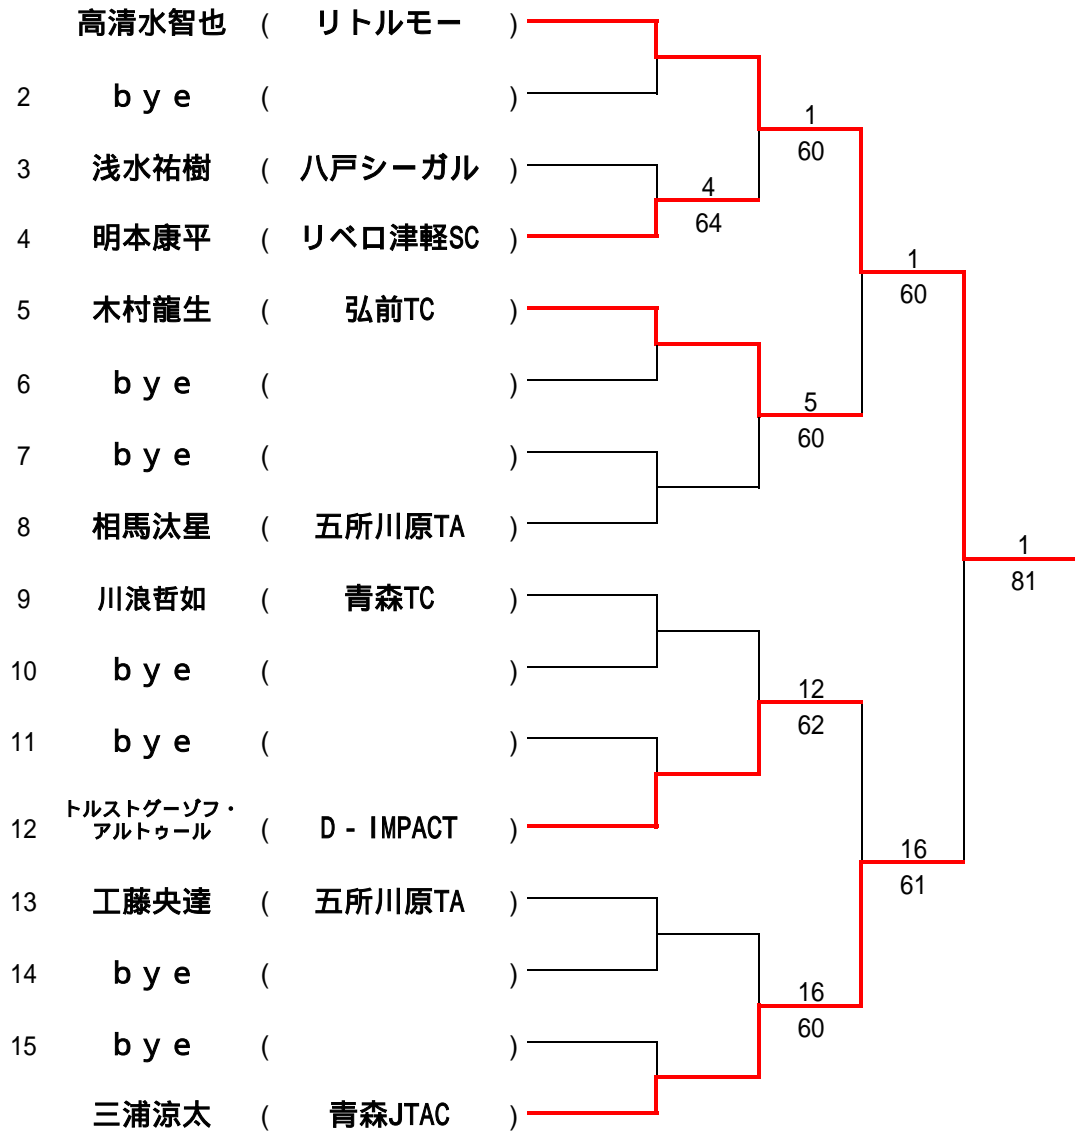 高清水智也 ( リトルモー )
2 ｂｙｅ ( )
1
60
3 浅水祐樹 ( 八戸シーガル )
4
64
4 明本康平 ( リベロ津軽SC )
1
60
5 木村龍生 ( 弘前TC )
6 ｂｙｅ ( )
5
60
7 ｂｙｅ ( )
8 相馬汰星 ( 五所川原TA )
1
81
9 川浪哲如 ( 青森TC )
10 ｂｙｅ ( )
12
62
11 ｂｙｅ ( )
トルストグーゾフ・
アルトゥール
12 ( D - IMPACT )
16
61
13 工藤央達 ( 五所川原TA )
14 ｂｙｅ ( )
16
60
15 ｂｙｅ ( )
三浦涼太 ( 青森JTAC )